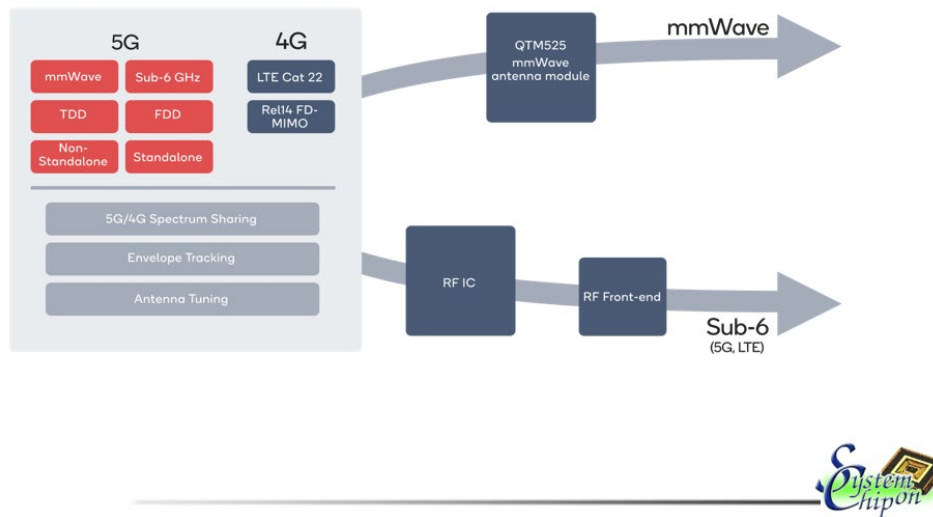 5G
4G
mmWave
Sub-6 GHz
LTE Cat 22
TDD
FDD
Rel14 FD-
MIMO
Non-
Standalone
Standalone
5G/4G Spectrum Sharing
Envelope Tracking
Antenna Tuning
QTM525
mmWave
antenna module
mmWave
RF IC
RF Front-end
Sub-6
(5G, LTE)
System
Chip on